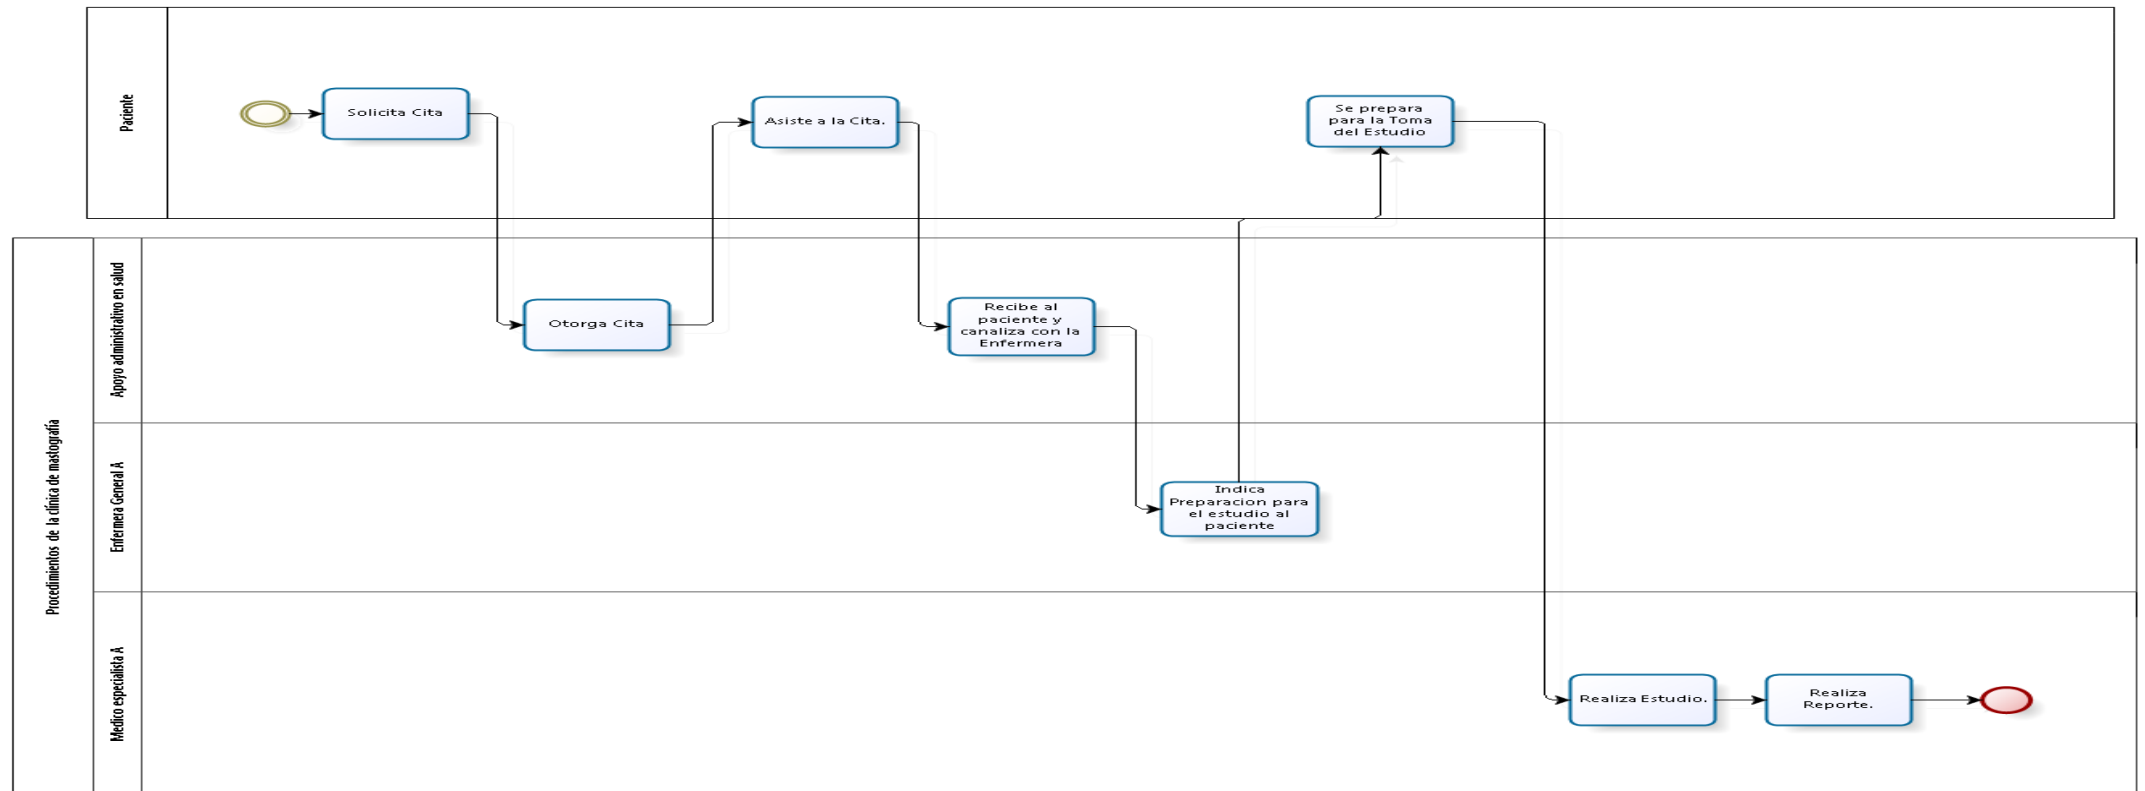 Paciente
Solicita Cita
Asiste a la Cita.
Se prepara
para la Toma
del Estudio
Procedimientos de la clínica de mastografía
Apoyo administrativo en salud
Otorga Cita
Recibe al
paciente y
canaliza con la
Enfermera
Enfermera General A
Indica
Preparacion para
el estudio al
paciente
Medico especialista A
Realiza Estudio.
Realiza
Reporte.